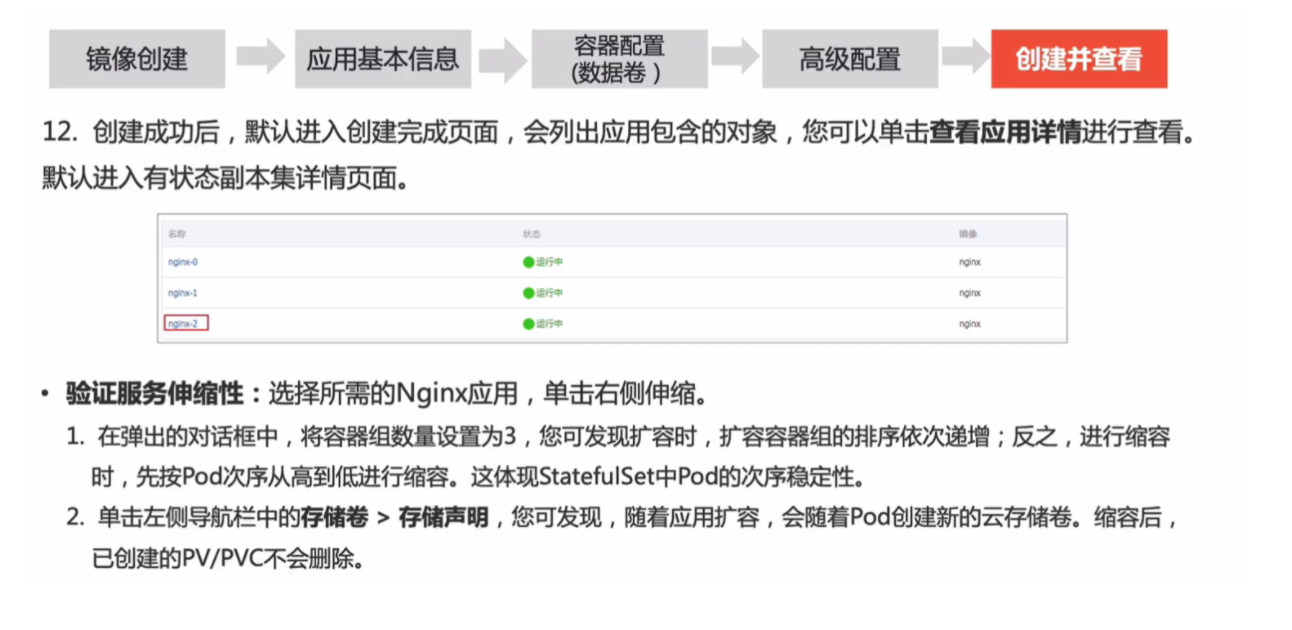 镜像创建
应用基本信息
容器配置
(数据卷）
高级配置
创建并查看
12. 创建成功后，默认进入创建完成页面，会列出应用包含的对象，您可以单击查看应用详情进行查看。
默认进入有状态副本集详情页面。
名称 状态 镜像
nginx-0 运行中 nginx
nginx-1 运行中 nginx
nginx-2 运行中 nginx
• 验证服务伸缩性：选择所需的Nginx应用，单击右侧伸缩。
1. 在弹出的对话框中，将容器组数量设置为3，您可发现扩容时，扩容容器组的排序依次递增；反之，进行缩容
时，先按Pod次序从高到低进行缩容。这体现StatefulSet中Pod的次序稳定性。
2. 单击左侧导航栏中的存储卷 > 存储声明，您可发现，随着应用扩容，会随着Pod创建新的云存储卷。缩容后，
已创建的PV/PVC不会删除。